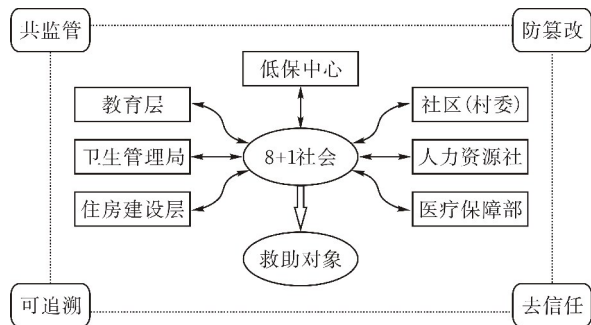 共监管
防篡改
低保中心
教育层
社区(村委)
卫生管理局
8+1社会
人力资源社
住房建设层
医疗保障部
救助对象
可追溯
去信任